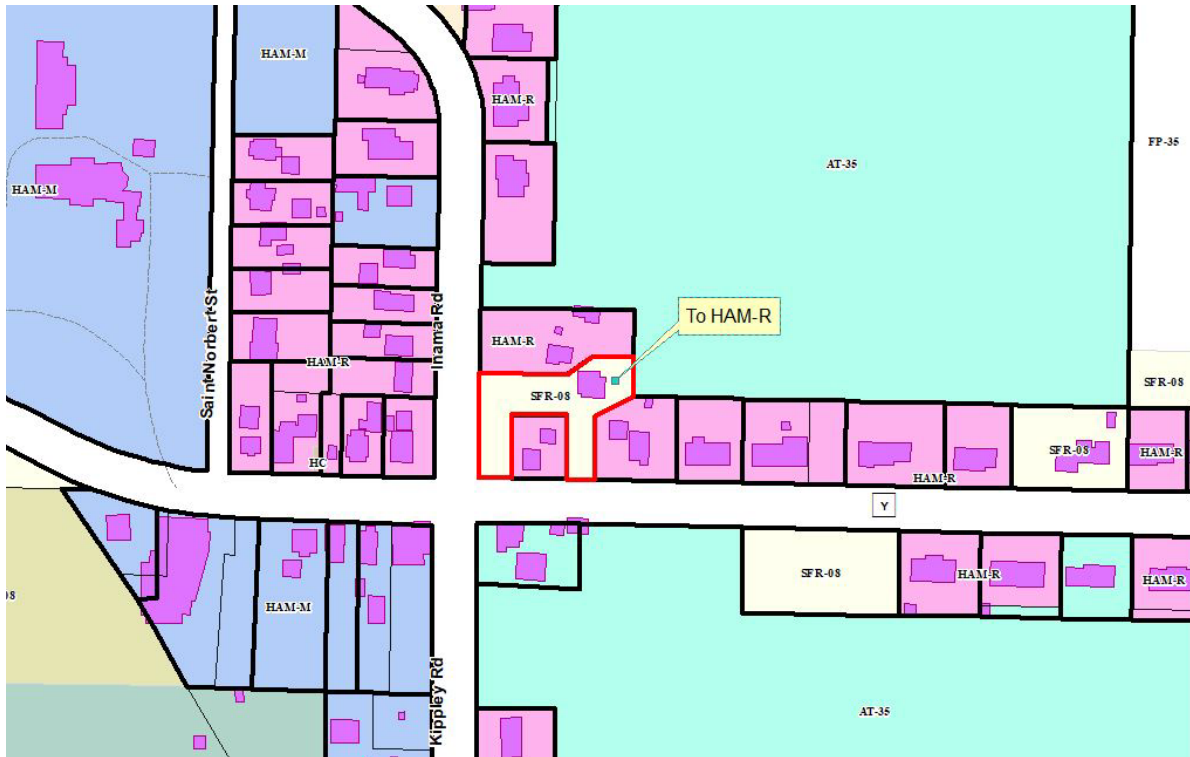 HAM-M
HAM-R
AT-35
FP-35
HAM-M
Saint Norbert St
Inama Rd
To HAM-R
HAM-R
HAM-R
SFR-08
SFR-08
HC
SFR-08
HAM-R
HAM-R
Y
SFR-08
HAM-R
HAM-R
HAM-M
08
AT-35
Kippley Rd